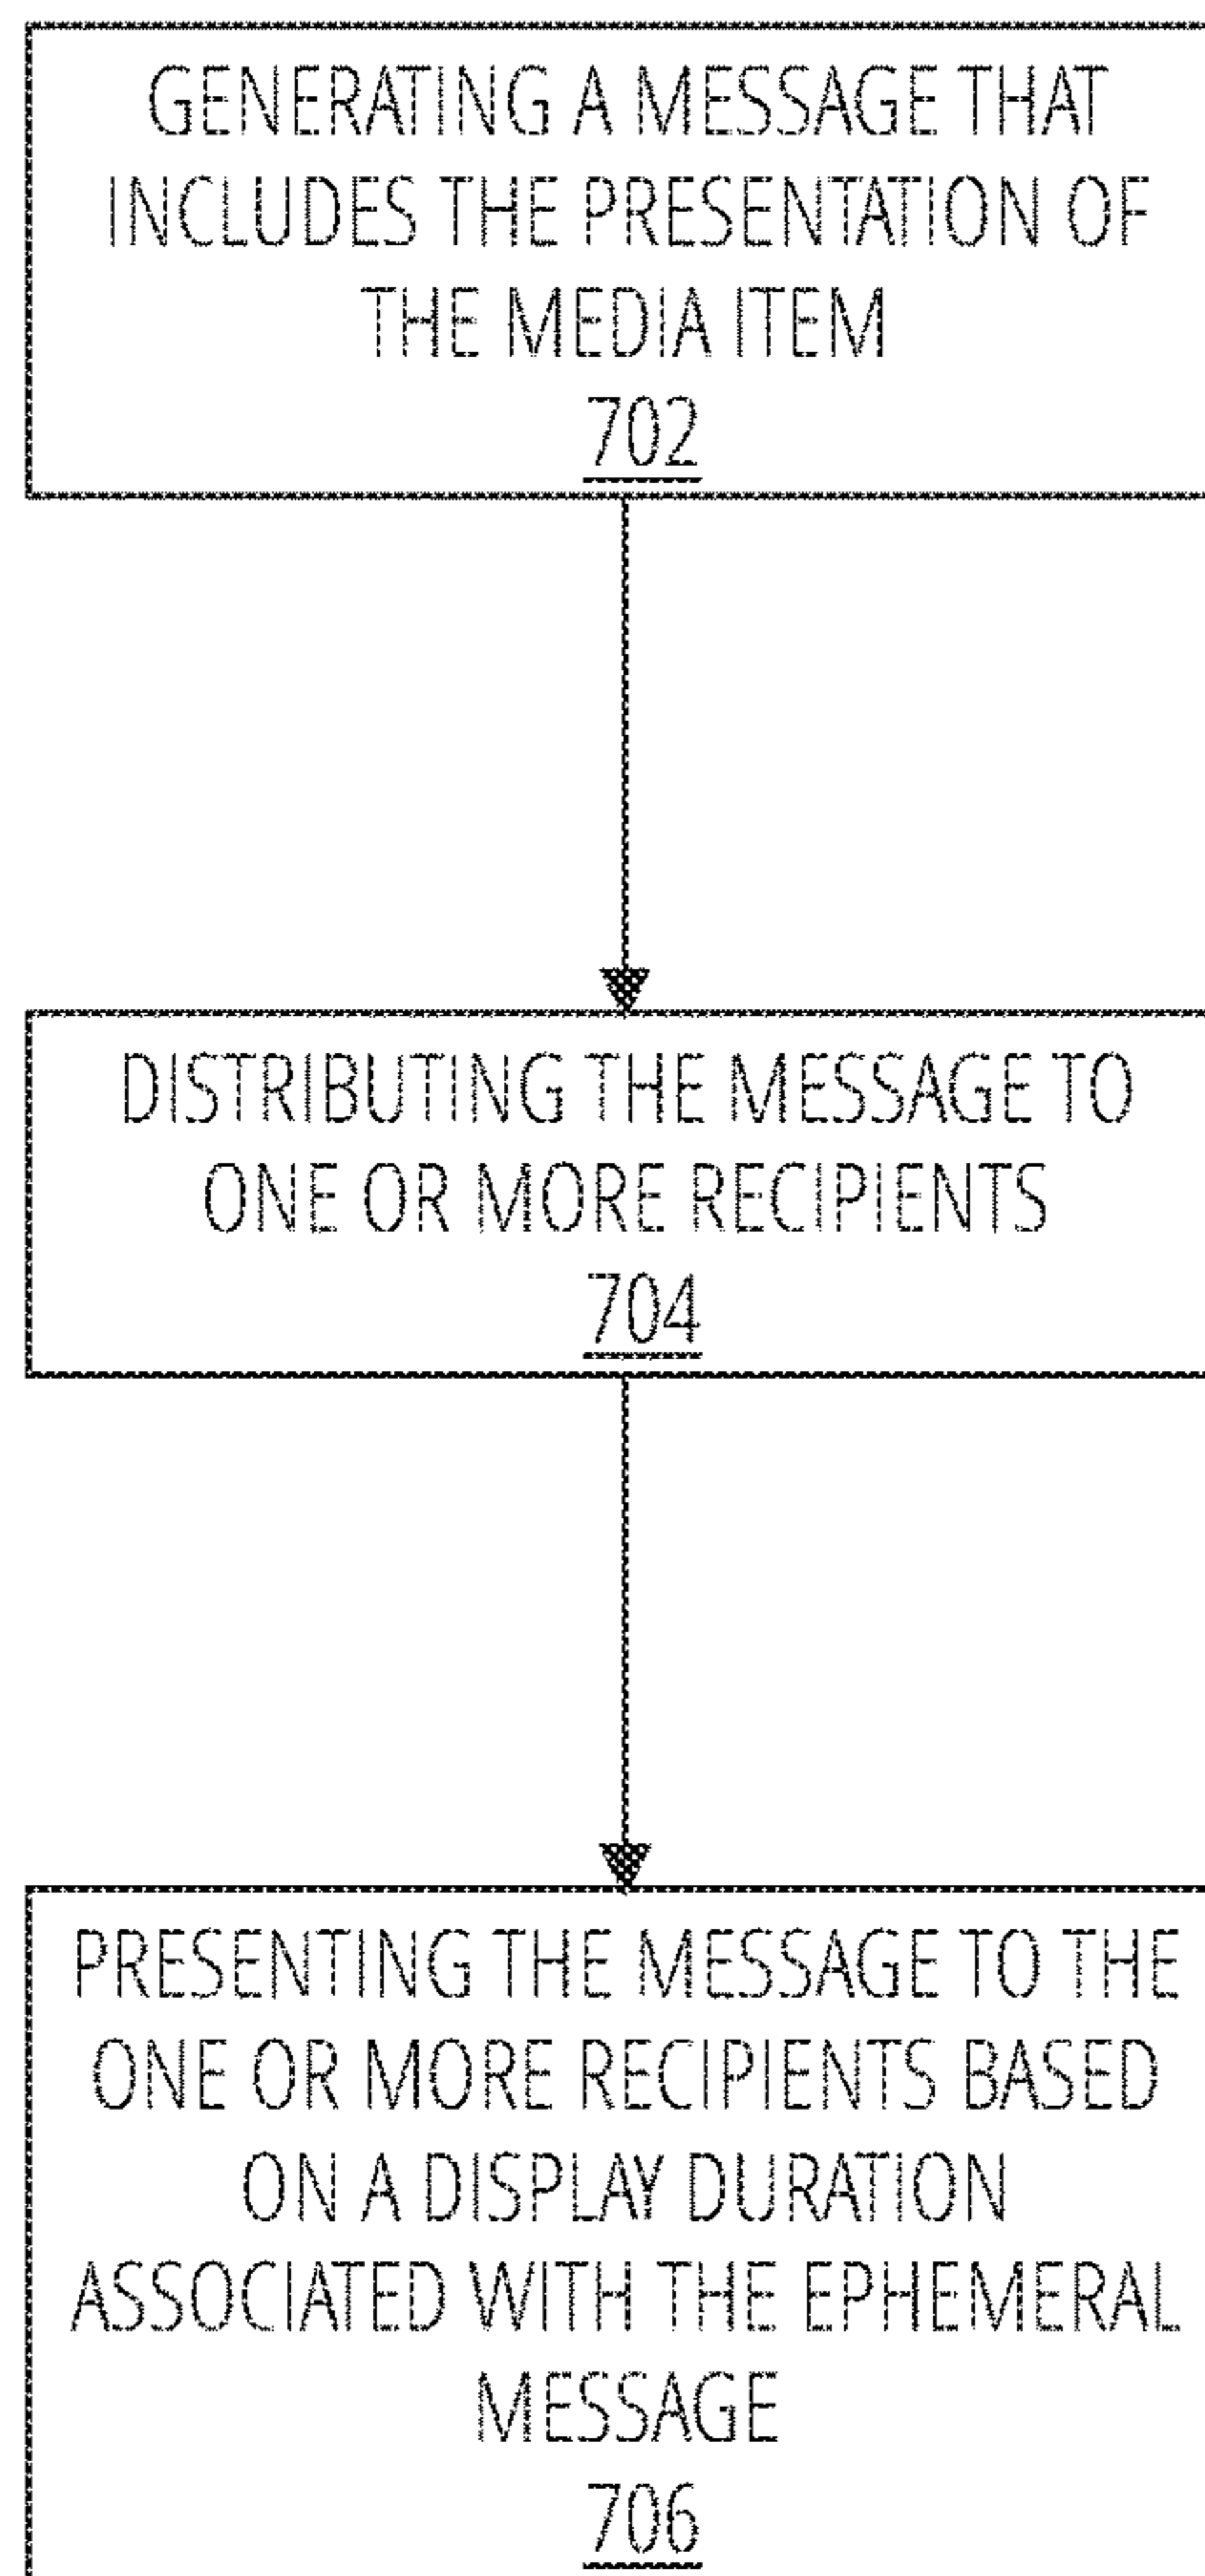 GENERATING A MESSAGE THAT
INCLUDES THE PRESENTATION OF
THE MEDIA ITEM
702
DISTRIBUTING THE MESSAGE TO
ONE OR MORE RECIPIENTS
704
PRESENTING THE MESSAGE TO THE
ONE OR MORE RECIPIENTS BASED
ON A DISPLAY DURATION
ASSOCIATED WITH THE EPHEMERAL
MESSAGE
706